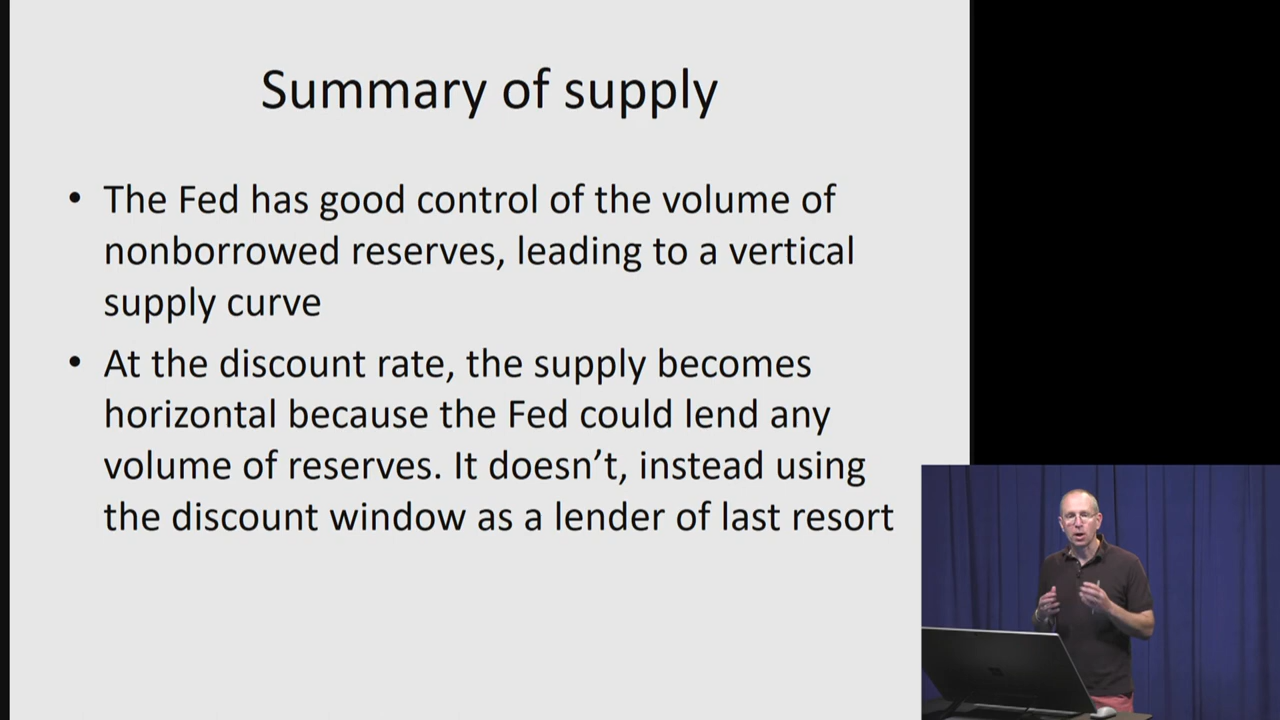 Summary of supply
• The Fed has good control of the volume of
nonborrowed reserves, leading to a vertical
supply curve
• At the discount rate, the supply becomes
horizontal because the Fed could lend any
volume of reserves. It doesn’t, instead using
the discount window as a lender of last resort